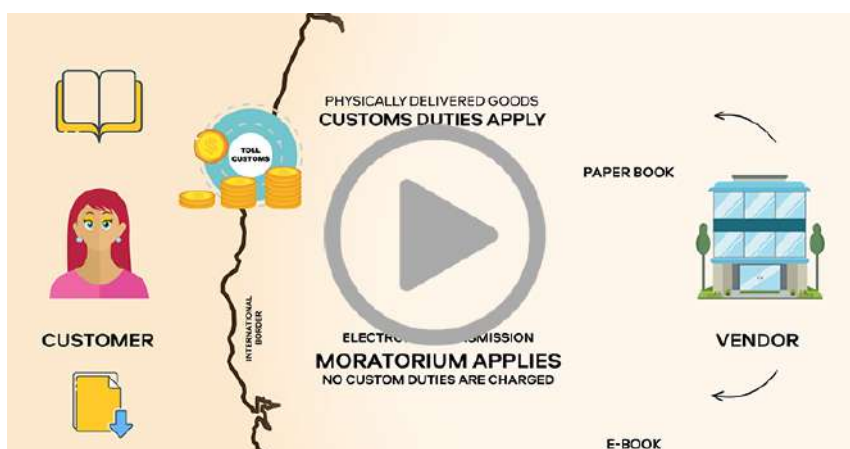 PHYSICALLY DELIVERED GOODS
CUSTOMS DUTIES APPLY
TOLL
CUSTOMS
PAPER BOOK
INTERNATIONAL
BORDER
CUSTOMER
MORATORIUM APPLIES
NO CUSTOM DUTIES ARE CHARGED
VENDOR
E-BOOK